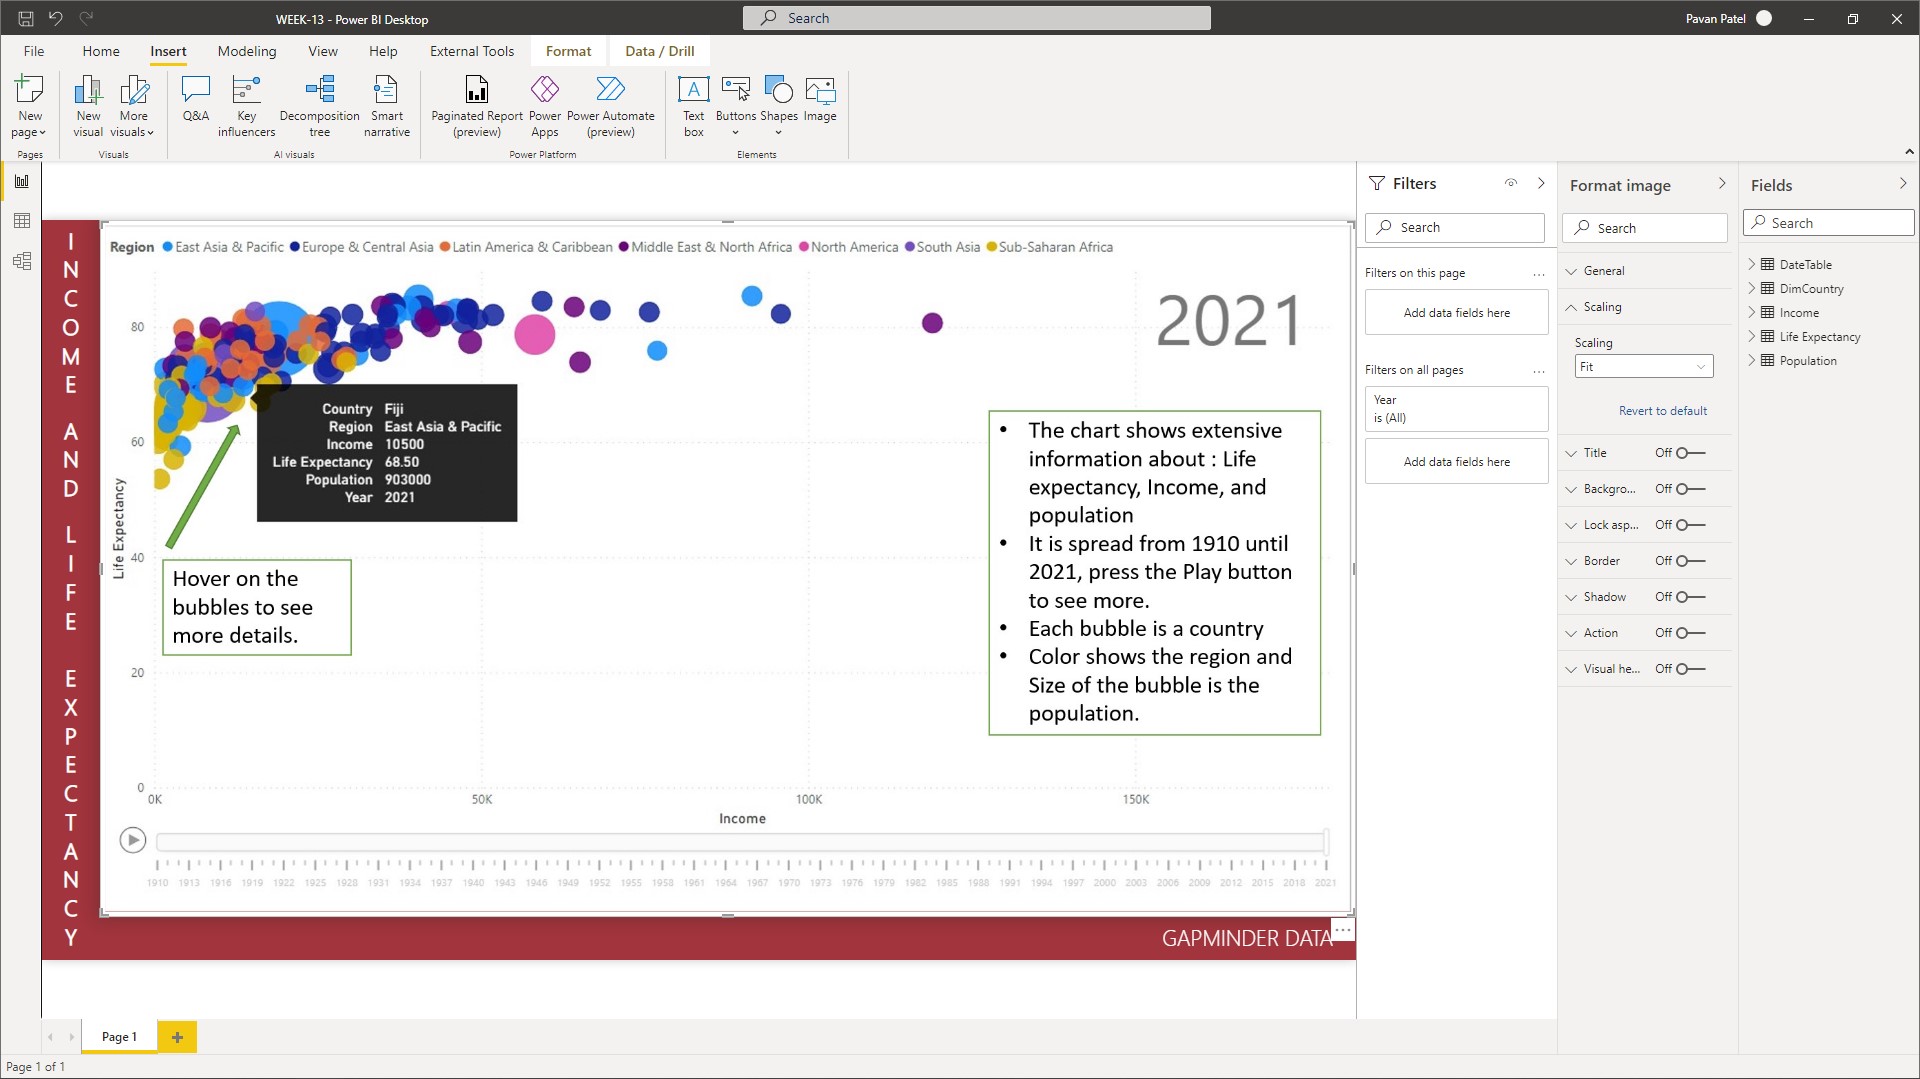 WEEK-13 - Power BI Desktop
Search
Pavan Patel
File
Home
Insert
Modeling
View
Help
External Tools
Format
Data / Drill
New
page
Pages
New
visual
More
visuals
Visuals
Q&A
Key
influencers
Decomposition
tree
Smart
narrative
AI visuals
Paginated Report
(preview)
Power
Apps
Power Automate
(preview)
Power Platform
Text
box
Buttons
Shapes
Image
Elements
INCOME AND LIFE EXPECTANCY
Region East Asia & Pacific Europe & Central Asia Latin America & Caribbean Middle East & North Africa North America South Asia Sub-Saharan Africa
2021
80
60
40
20
0
Life Expectancy
Country Fiji
Region East Asia & Pacific
Income 10500
Life Expectancy 68.50
Population 903000
Year 2021
Hover on the
bubbles to see
more details.
• The chart shows extensive
information about : Life
expectancy, Income, and
population
• It is spread from 1910 until
2021, press the Play button
to see more.
• Each bubble is a country
• Color shows the region and
Size of the bubble is the
population.
0K 50K 100K 150K
Income
1910 1913 1916 1919 1922 1925 1928 1931 1934 1937 1940 1943 1946 1949 1952 1955 1958 1961 1964 1967 1970 1973 1976 1979 1982 1985 1988 1991 1994 1997 2000 2003 2006 2009 2012 2015 2018 2021
GAPMINDER DATA
...
Filters
Search
Filters on this page ...
Add data fields here
Filters on all pages ...
Year
is (All)
Add data fields here
Format image
Search
General
Scaling
Scaling
Fit
Revert to default
Title Off
Backgro... Off
Lock asp... Off
Border Off
Shadow Off
Action Off
Visual he... Off
Fields
Search
DateTable
DimCountry
Income
Life Expectancy
Population
Page 1
Page 1 of 1